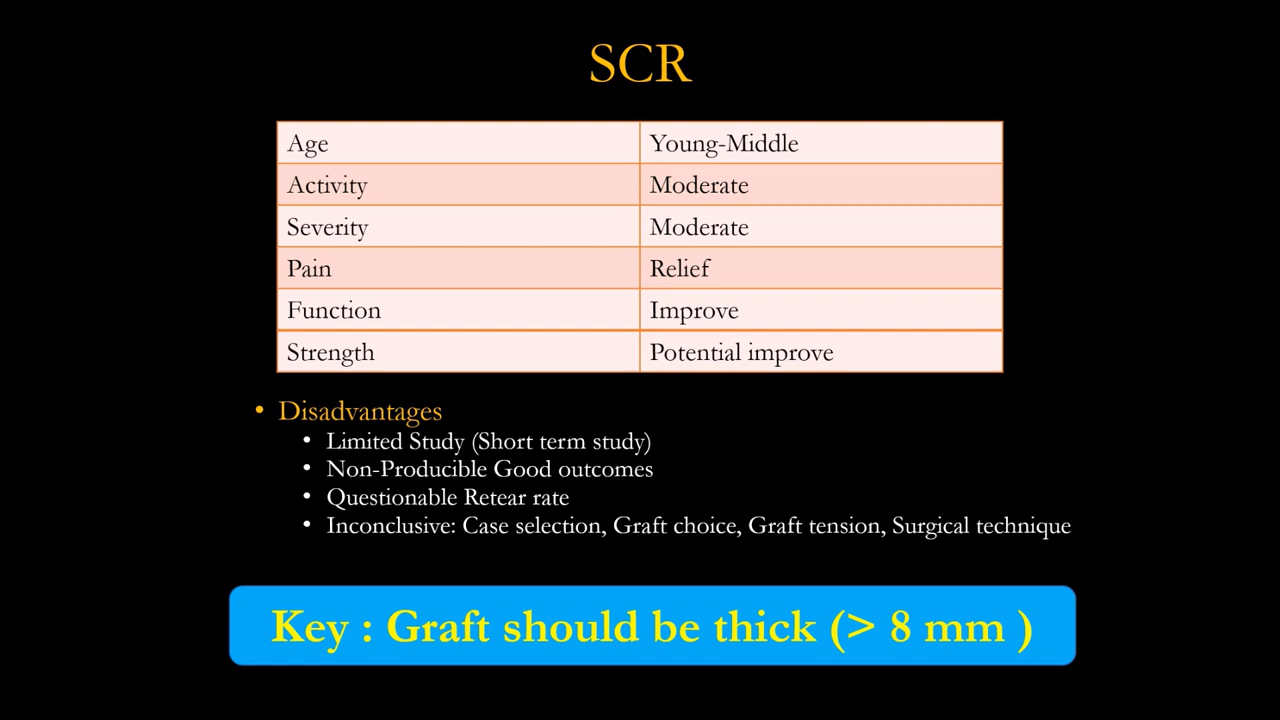 SCR
Age Young-Middle
Activity Moderate
Severity Moderate
Pain Relief
Function Improve
Strength Potential improve
• Disadvantages
• Limited Study (Short term study)
• Non-Producible Good outcomes
• Questionable Retear rate
• Inconclusive: Case selection, Graft choice, Graft tension, Surgical technique
Key : Graft should be thick (> 8 mm )